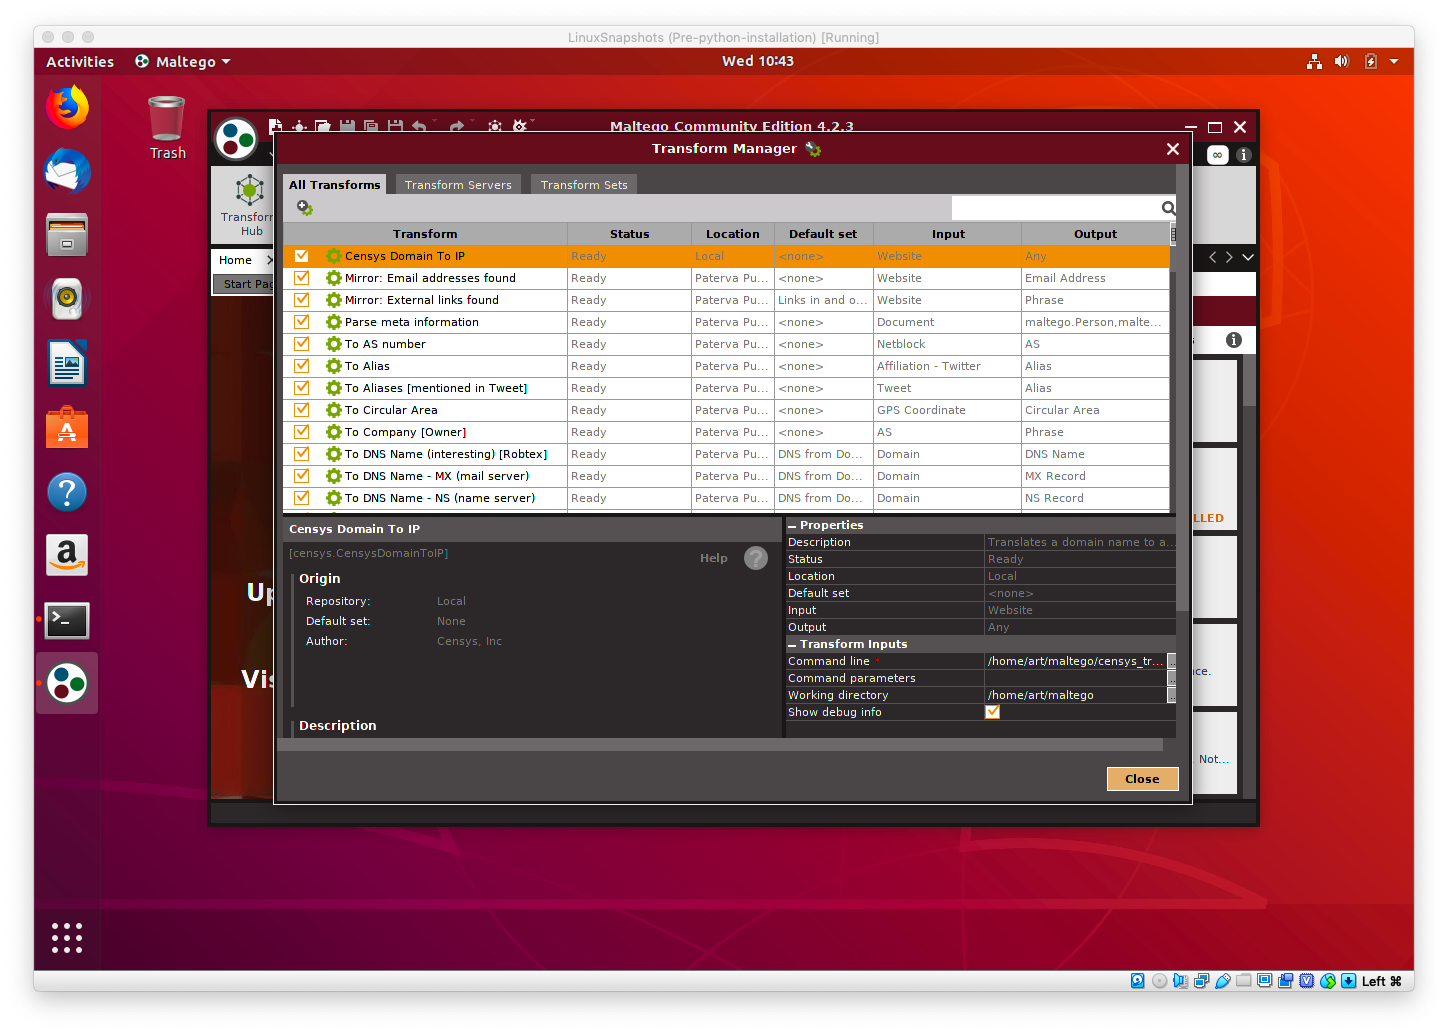 LinuxSnapshots (Pre-python-installation) [Running]
Activities
Maltego
Wed 10:43
Trash
Maltego Community Edition 4.2.3
Transform Manager
All Transforms
Transform Servers
Transform Sets
Transform
Hub
Home
Start Pag
Transform Status Location Default set Input Output
Censys Domain To IP Ready Local <none> Website Any
Mirror: Email addresses found Ready Paterva Pu... <none> Website Email Address
Mirror: External links found Ready Paterva Pu... Links in and o... Website Phrase
Parse meta information Ready Paterva Pu... <none> Document maltego.Person,malte...
To AS number Ready Paterva Pu... <none> Netblock AS
To Alias Ready Paterva Pu... <none> Affiliation - Twitter Alias
To Aliases [mentioned in Tweet] Ready Paterva Pu... <none> Tweet Alias
To Circular Area Ready Paterva Pu... <none> GPS Coordinate Circular Area
To Company [Owner] Ready Paterva Pu... <none> AS Phrase
To DNS Name (interesting) [Robtex] Ready Paterva Pu... DNS from Do... Domain DNS Name
To DNS Name - MX (mail server) Ready Paterva Pu... DNS from Do... Domain MX Record
To DNS Name - NS (name server) Ready Paterva Pu... DNS from Do... Domain NS Record
LLED
Censys Domain To IP
[censys.CensysDomainToIP]
Help
Origin
Repository: Local
Default set: None
Author: Censys, Inc
Description
Properties
Description Translates a domain name to a...
Status Ready
Location Local
Default set <none>
Input Website
Output Any
Transform Inputs
Command line * /home/art/maltego/censys_tr...
Command parameters
Working directory /home/art/maltego
Show debug info
Up
Vis
nce.
Not...
Close
Left ⌘